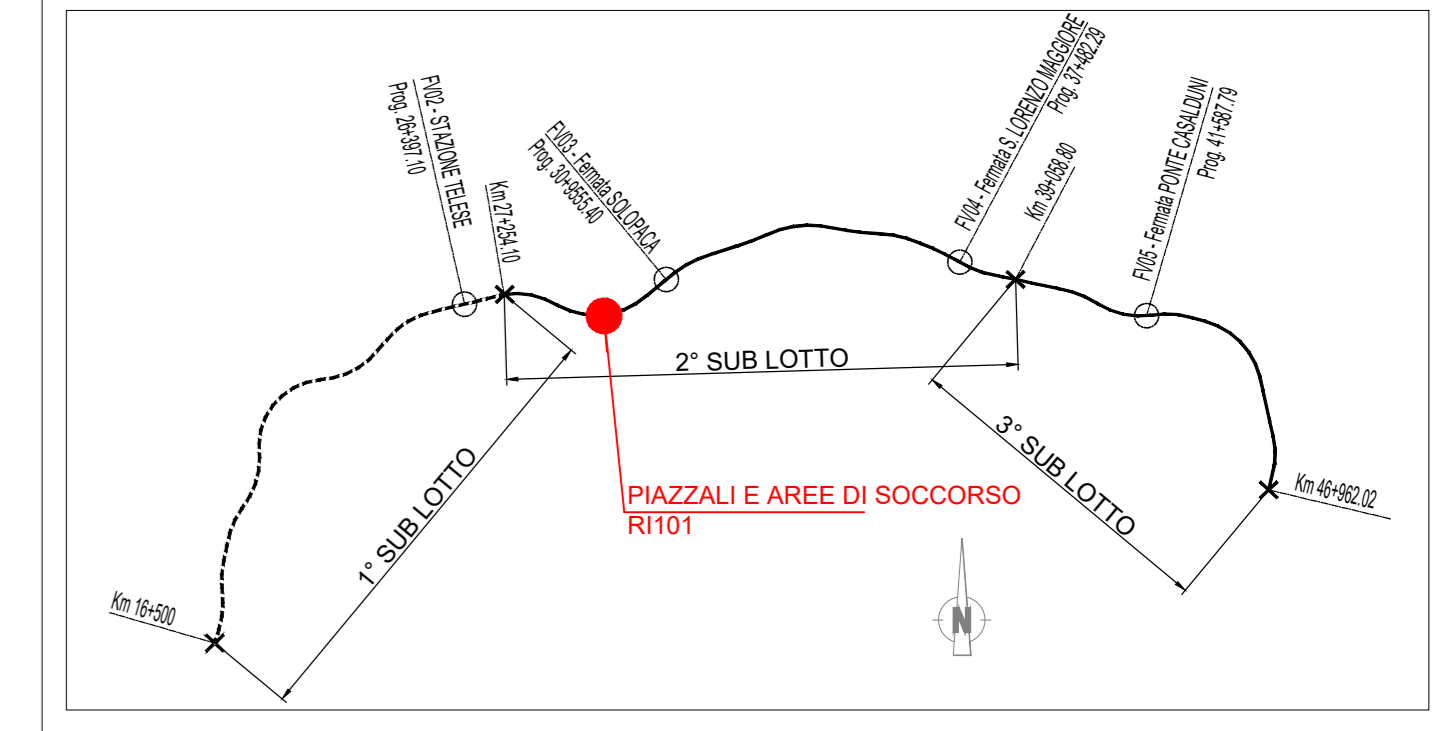 FV02 - STAZIONE TELESE
Prog. 26+397.10
Km 27+254.10
FV03 - Fermata SOLOPACA
Prog. 30+9555.40
FV04 - Fermata S. LORENZO MAGGIORE
Prog. 37+482.29
Km 39+058.80
FV05 - Fermata PONTE CASALDUNI
Prog. 41+587.79
2° SUB LOTTO
1° SUB LOTTO
3° SUB LOTTO
PIAZZALI E AREE DI SOCCORSO
RI101
Km 46+962.02
Km 16+500
N